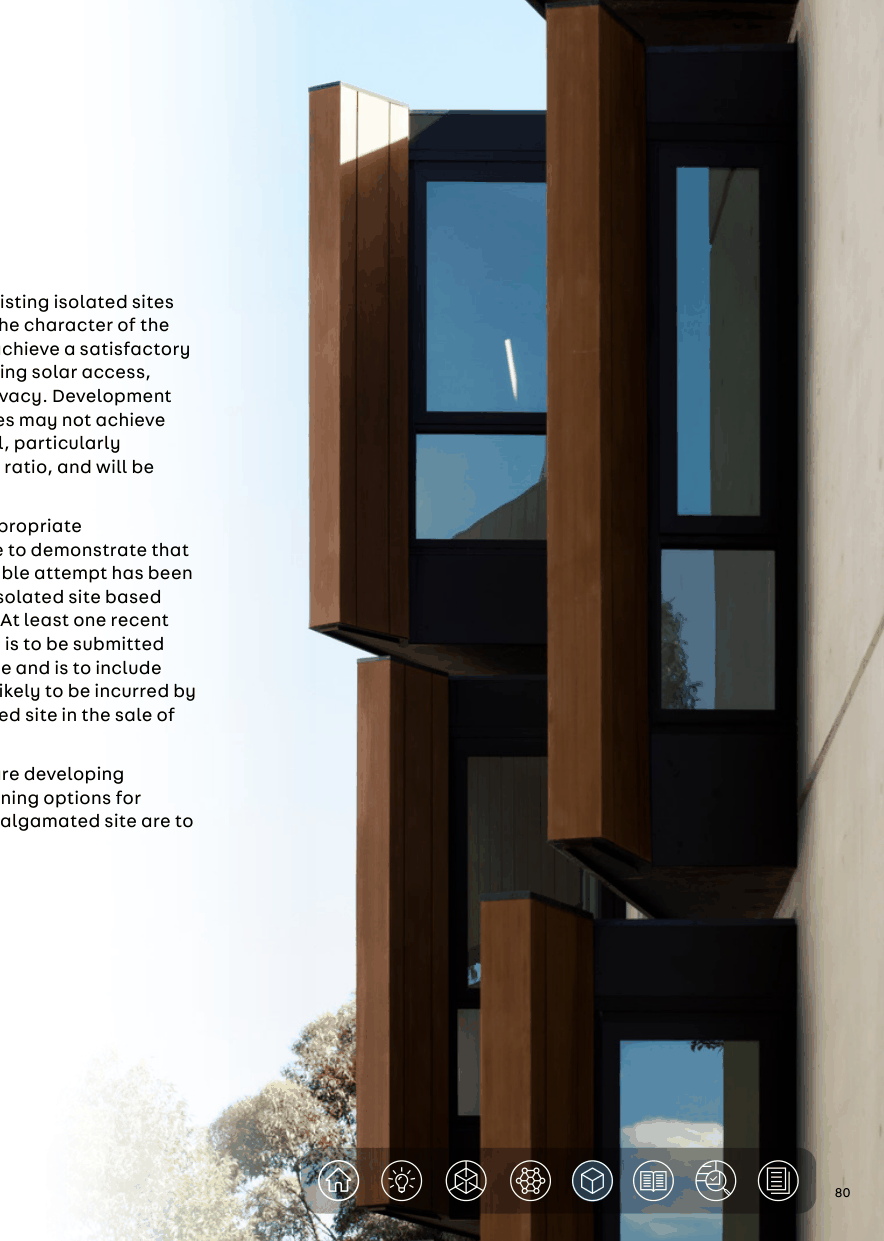 isting isolated sites
he character of the
chieve a satisfactory
ing solar access,
vacy. Development
es may not achieve
l, particularly
ratio, and will be
propriate
e to demonstrate that
ble attempt has been
solated site based
At least one recent
is to be submitted
e and is to include
ikely to be incurred by
ed site in the sale of
re developing
ning options for
algamated site are to
80